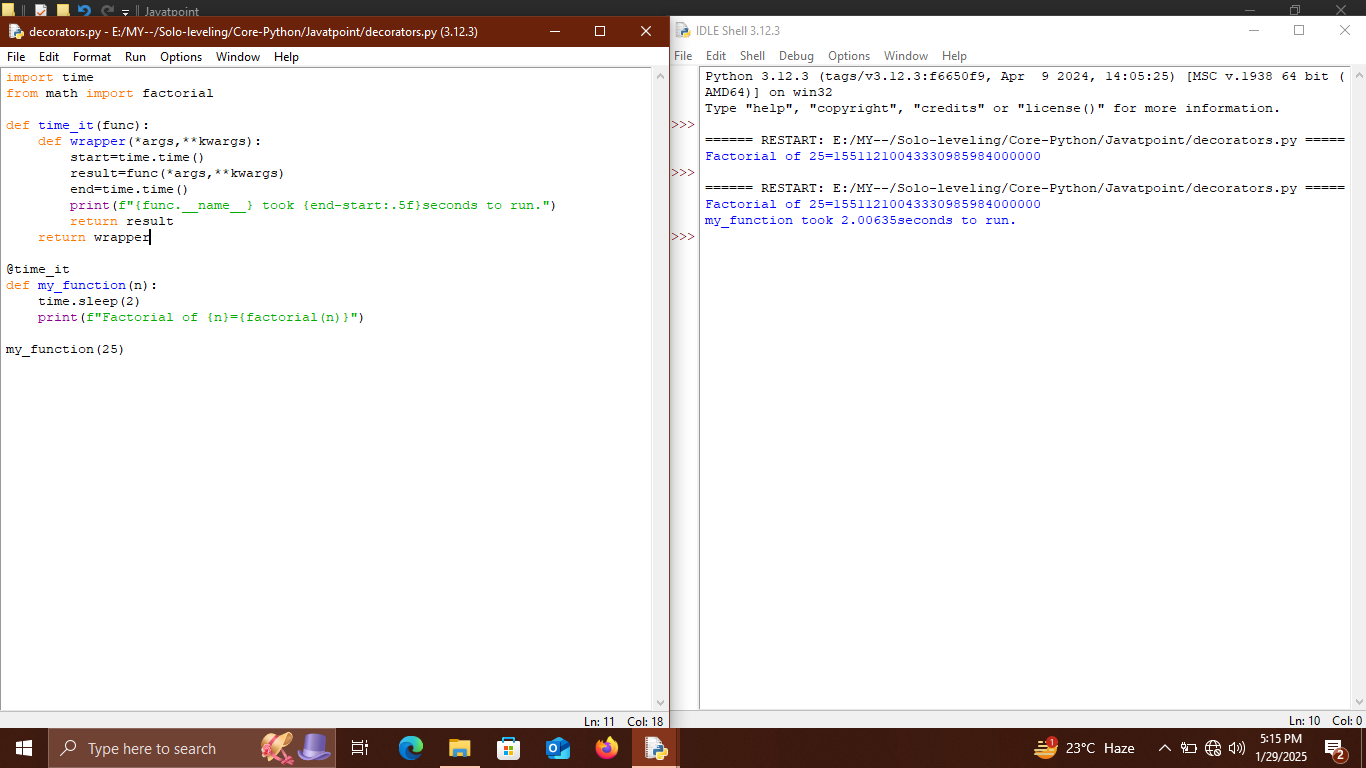 Javatpoint
decorators.py - E:/MY--/Solo-leveling/Core-Python/Javatpoint/decorators.py (3.12.3)
File Edit Format Run Options Window Help
import time
from math import factorial
def time_it(func):
    def wrapper(*args,**kwargs):
        start=time.time()
        result=func(*args,**kwargs)
        end=time.time()
        print(f"{func.__name__} took {end-start:.5f}seconds to run.")
        return result
    return wrapper
@time_it
def my_function(n):
    time.sleep(2)
    print(f"Factorial of {n}={factorial(n)}")
my_function(25)
Ln: 11 Col: 18
IDLE Shell 3.12.3
File Edit Shell Debug Options Window Help
Python 3.12.3 (tags/v3.12.3:f6650f9, Apr  9 2024, 14:05:25) [MSC v.1938 64 bit (
AMD64)] on win32
Type "help", "copyright", "credits" or "license()" for more information.
>>>
====== RESTART: E:/MY--/Solo-leveling/Core-Python/Javatpoint/decorators.py =====
Factorial of 25=15511210043330985984000000
>>>
====== RESTART: E:/MY--/Solo-leveling/Core-Python/Javatpoint/decorators.py =====
Factorial of 25=15511210043330985984000000
my_function took 2.00635seconds to run.
>>>
Ln: 10 Col: 0
Type here to search
1
23°C Haze
5:15 PM
1/29/2025
2